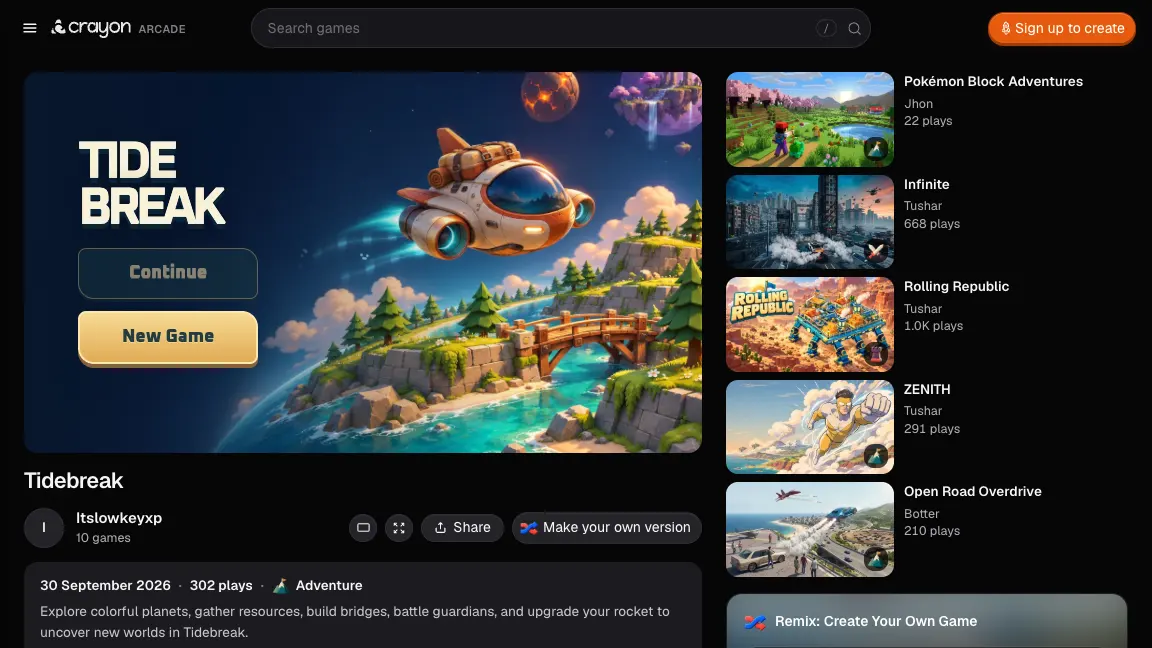 crayon ARCADE
Search games
/
Sign up to create
TIDE
BREAK
Continue
New Game
Tidebreak
I
Itslowkeyxp
10 games
Share
Make your own version
30 September 2026 · 302 plays · Adventure
Explore colorful planets, gather resources, build bridges, battle guardians, and upgrade your rocket to
uncover new worlds in Tidebreak.
Pokémon Block Adventures
Jhon
22 plays
Infinite
Tushar
668 plays
ROLLING
REPUBLIC
Rolling Republic
Tushar
1.0K plays
ZENITH
Tushar
291 plays
Open Road Overdrive
Botter
210 plays
Remix: Create Your Own Game